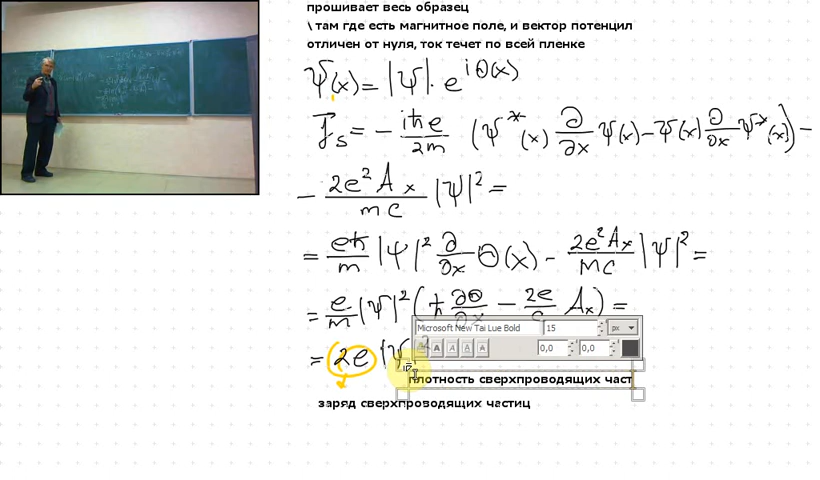 прошивает весь образец
\ там где есть магнитное поле, и вектор потенцил
отличен от нуля, ток течет по всей пленке
Ψ(x) = |Ψ| · e^{iΘ(x)}
J_s = - iħe/2m (Ψ*(x) ∂/∂x Ψ(x) - Ψ(x) ∂/∂x Ψ*(x)) -
- 2e²A_x/mc |Ψ|² =
= eħ/m |Ψ|² ∂/∂x Θ(x) - 2e²A_x/mc |Ψ|² =
= e/m |Ψ|² (ħ ∂Θ/∂x - 2e/c A_x) =
Microsoft New Tai Lue Bold 15 px
A A A A 0,0 0,0
= 2e |Ψ|²
плотность сверхпроводящих част
заряд сверхпроводящих частиц